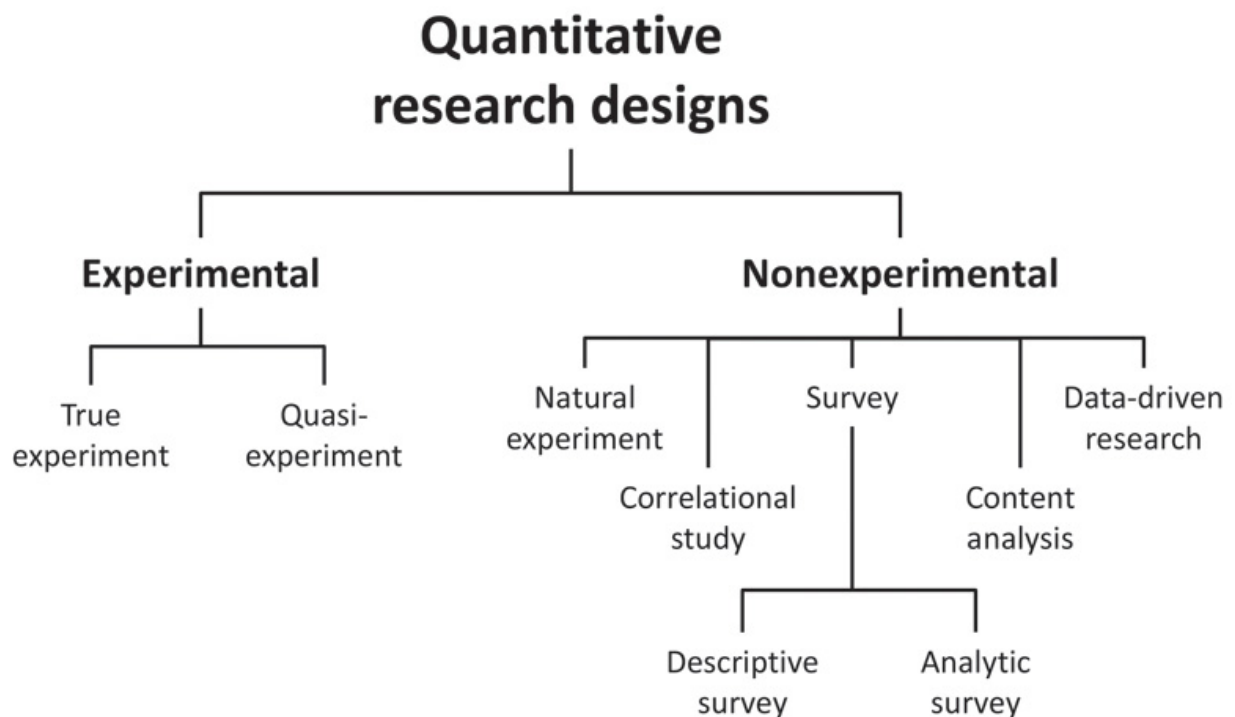 Quantitative
research designs
Experimental
Nonexperimental
True
experiment
Quasi-
experiment
Natural
experiment
Correlational
study
Survey
Content
analysis
Data-driven
research
Descriptive
survey
Analytic
survey